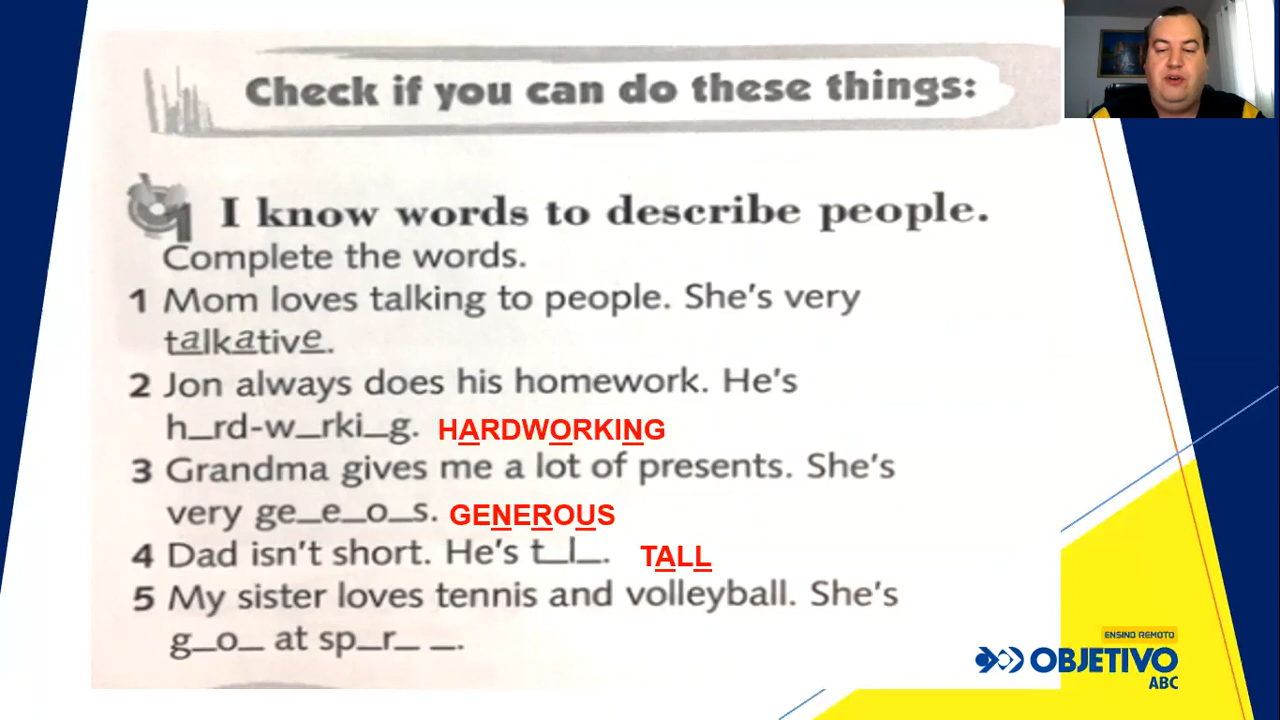 Check if you can do these things:
I know words to describe people.
Complete the words.
1 Mom loves talking to people. She's very
talkative.
2 Jon always does his homework. He's
h_rd-w_rki_g. HARDWORKING
3 Grandma gives me a lot of presents. She's
very ge_e_o_s. GENEROUS
4 Dad isn't short. He's t_l_. TALL
5 My sister loves tennis and volleyball. She's
g_o_ at sp_r_ _.
ENSINO REMOTO
OBJETIVO
ABC